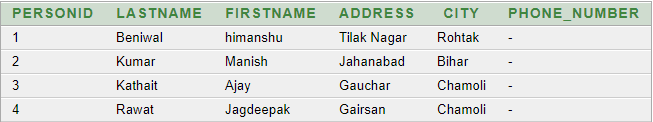 PERSONID LASTNAME FIRSTNAME ADDRESS CITY PHONE_NUMBER
1 Beniwal himanshu Tilak Nagar Rohtak -
2 Kumar Manish Jahanabad Bihar -
3 Kathait Ajay Gauchar Chamoli -
4 Rawat Jagdeepak Gairsan Chamoli -